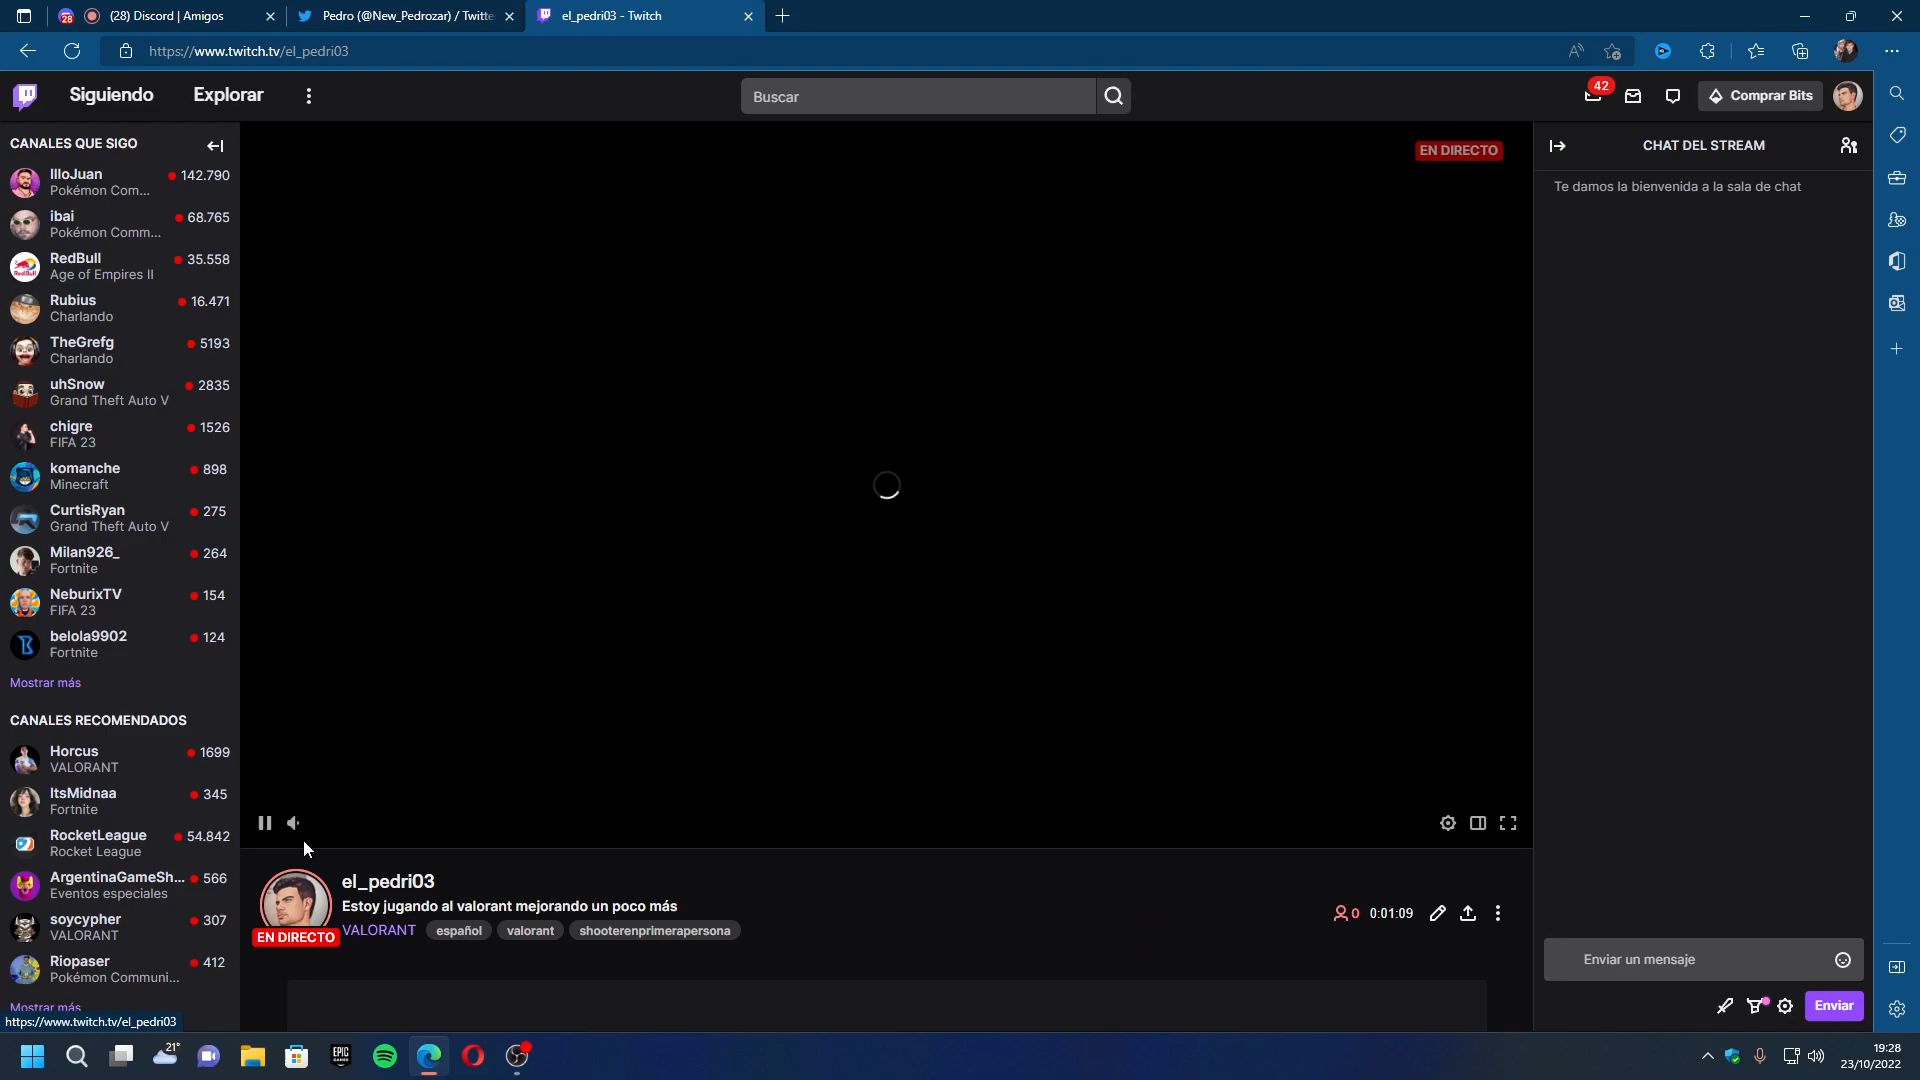 28
(28) Discord | Amigos
Pedro (@New_Pedrozar) / Twitte
el_pedri03 - Twitch
https://www.twitch.tv/el_pedri03
Siguiendo
Explorar
Buscar
42
Comprar Bits
CANALES QUE SIGO
IlloJuan
142.790
Pokémon Com...
ibai
68.765
Pokémon Comm...
RedBull
35.558
Age of Empires II
Rubius
16.471
Charlando
TheGrefg
5193
Charlando
uhSnow
2835
Grand Theft Auto V
chigre
1526
FIFA 23
komanche
898
Minecraft
CurtisRyan
275
Grand Theft Auto V
Milan926_
264
Fortnite
NeburixTV
154
FIFA 23
belola9902
124
Fortnite
Mostrar más
CANALES RECOMENDADOS
Horcus
1699
VALORANT
ItsMidnaa
345
Fortnite
RocketLeague
54.842
Rocket League
ArgentinaGameSh...
566
Eventos especiales
soycypher
307
VALORANT
Riopaser
412
Pokémon Communi...
Mostrar más
https://www.twitch.tv/el_pedri03
EN DIRECTO
el_pedri03
Estoy jugando al valorant mejorando un poco más
VALORANT
español
valorant
shooterenprimerapersona
EN DIRECTO
0
0:01:09
CHAT DEL STREAM
Te damos la bienvenida a la sala de chat
Enviar un mensaje
Enviar
21°
EPIC
GAMES
19:28
23/10/2022